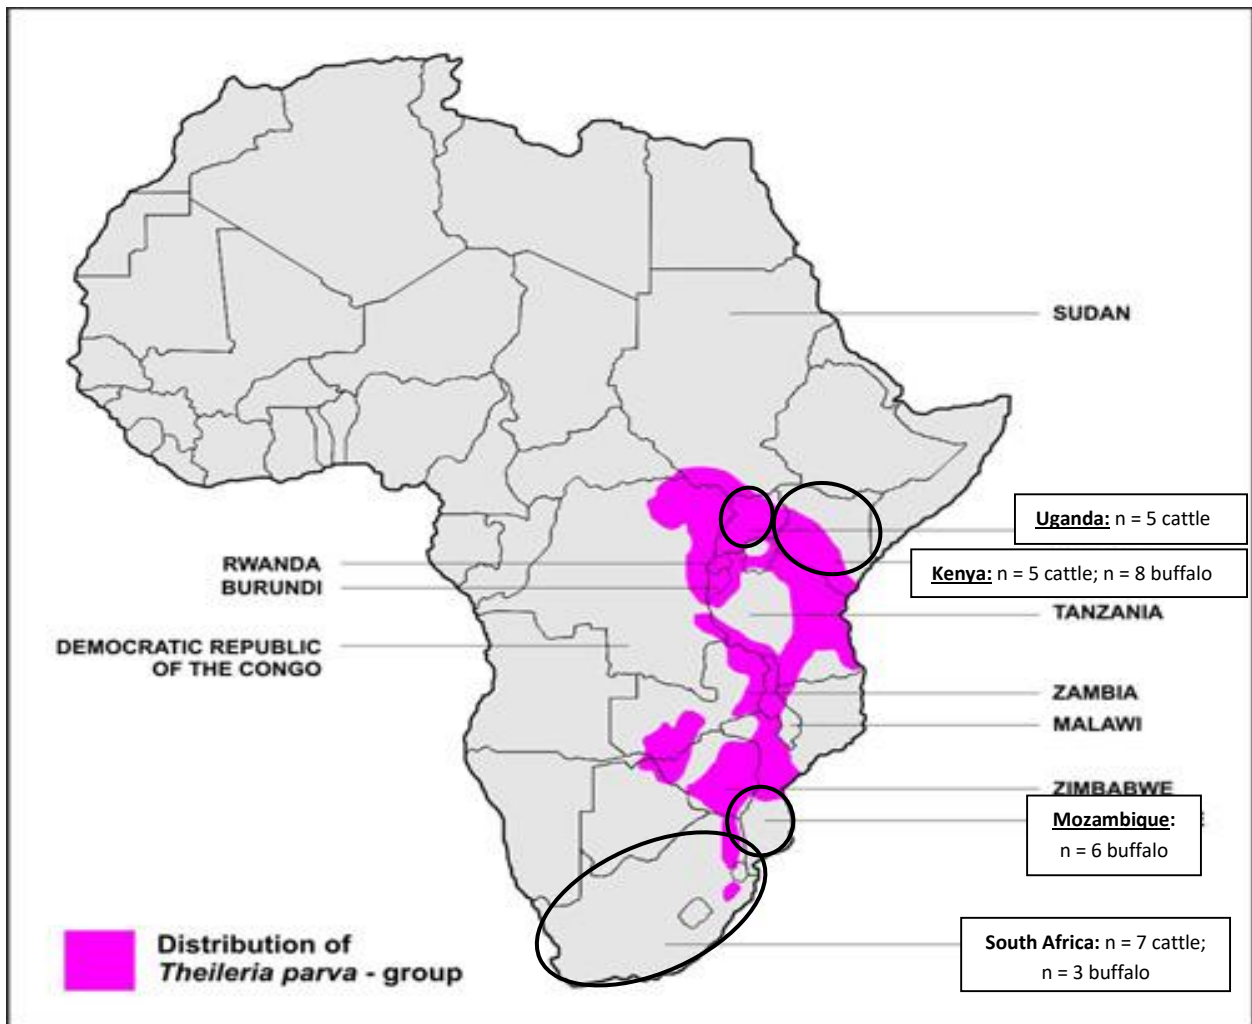 SUDAN
Uganda: n = 5 cattle
RWANDA
Kenya: n = 5 cattle; n = 8 buffalo
BURUNDI
TANZANIA
DEMOCRATIC REPUBLIC
OF THE CONGO
ZAMBIA
MALAWI
ZIMBABWE
Mozambique:
n = 6 buffalo
South Africa: n = 7 cattle;
n = 3 buffalo
Distribution of
Theileria parva - group